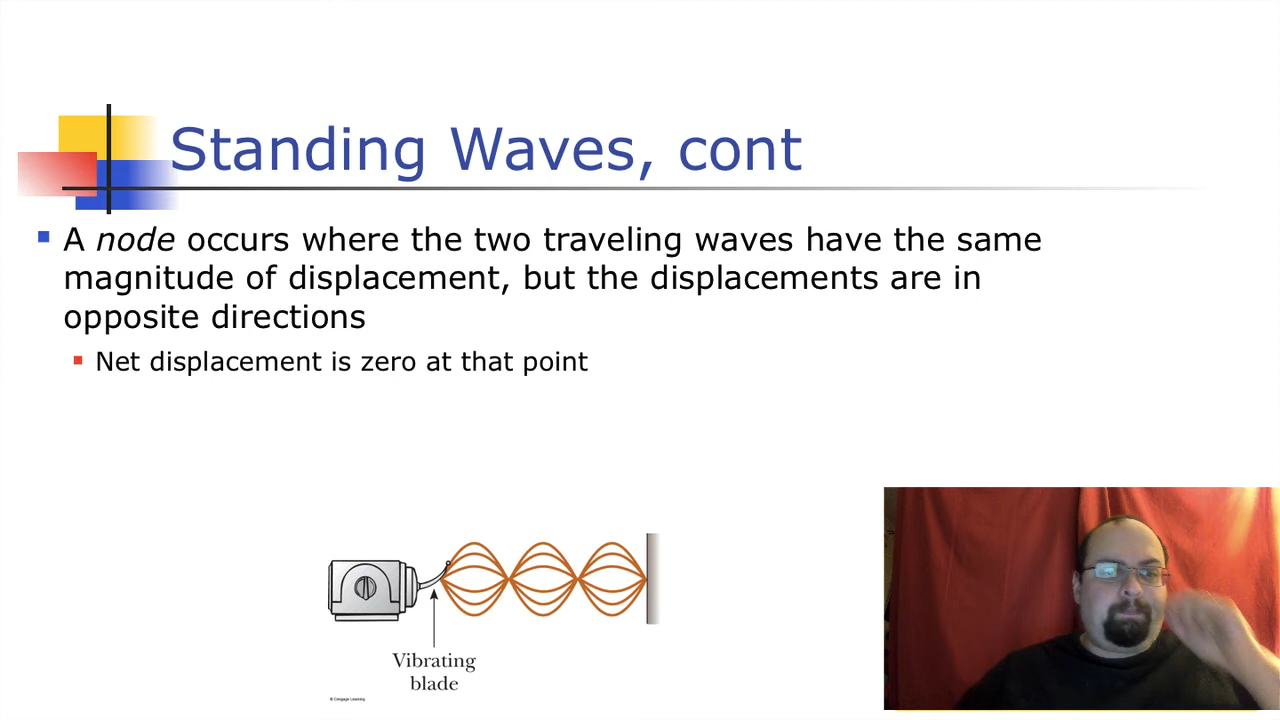 Standing Waves, cont
A node occurs where the two traveling waves have the same
magnitude of displacement, but the displacements are in
opposite directions
Net displacement is zero at that point
Vibrating
blade
© Cengage Learning